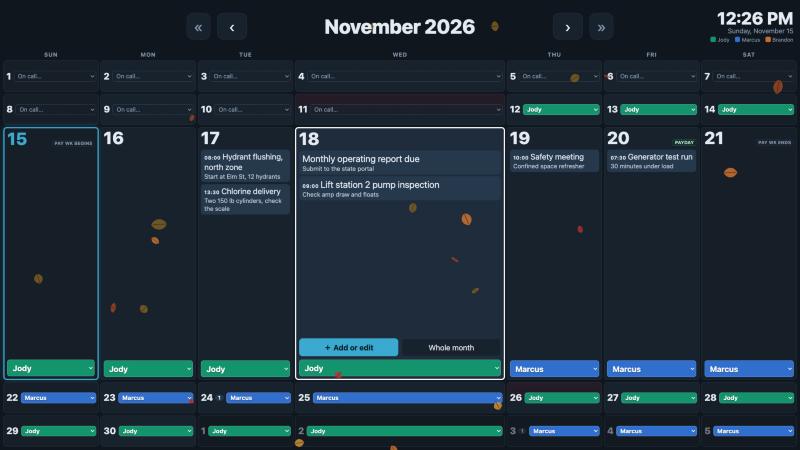 « ‹ November 2026 › »
12:26 PM
Sunday, November 15
Jody Marcus Brandon
SUN MON TUE WED THU FRI SAT
1 On call... 2 On call... 3 On call... 4 On call... 5 On call... 6 On call... 7 On call...
8 On call... 9 On call... 10 On call... 11 On call... 12 Jody 13 Jody 14 Jody
15 PAY WK BEGINS
Jody
16
Jody
17
08:00 Hydrant flushing,
north zone
Start at Elm St, 12 hydrants
13:30 Chlorine delivery
Two 150 lb cylinders, check
the scale
Jody
18
Monthly operating report due
Submit to the state portal
09:00 Lift station 2 pump inspection
Check amp draw and floats
+ Add or edit Whole month
Jody
19
10:00 Safety meeting
Confined space refresher
Marcus
20 PAYDAY
07:30 Generator test run
30 minutes under load
Marcus
21 PAY WK ENDS
Marcus
22 Marcus 23 Marcus 24 1 Marcus 25 Marcus 26 Jody 27 Jody 28 Jody
29 Jody 30 Jody 1 Jody 2 Jody 3 1 Marcus 4 Marcus 5 Marcus